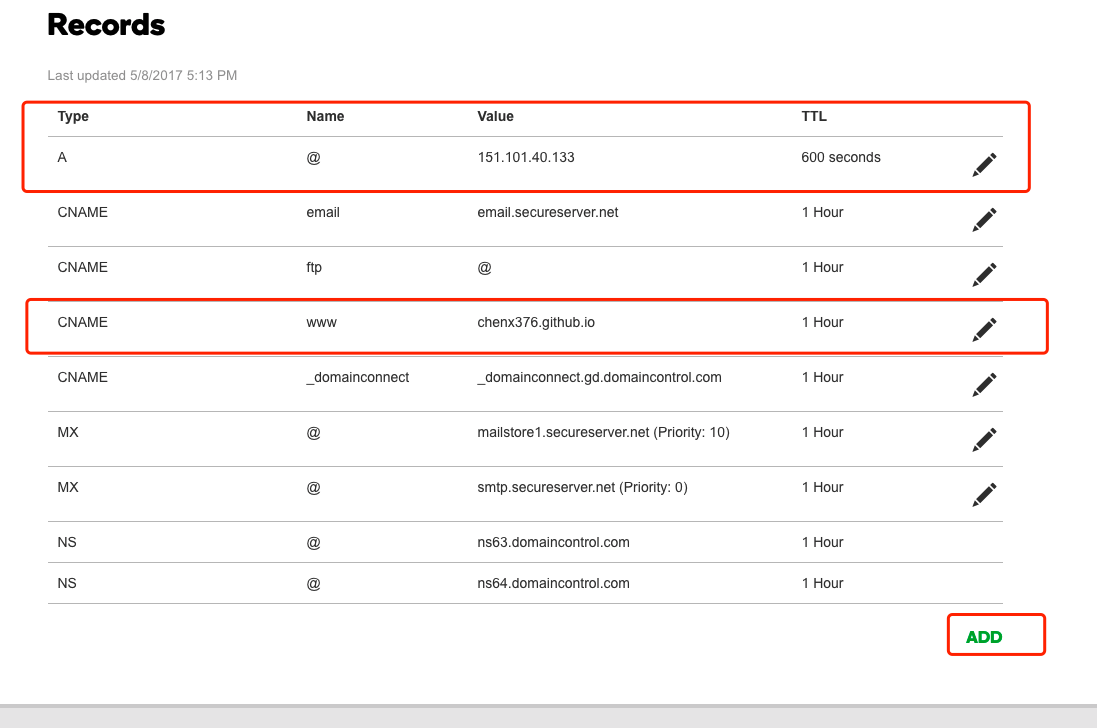 Records
Last updated 5/8/2017 5:13 PM
Type Name Value TTL
A @ 151.101.40.133 600 seconds
CNAME email email.secureserver.net 1 Hour
CNAME ftp @ 1 Hour
CNAME www chenx376.github.io 1 Hour
CNAME _domainconnect _domainconnect.gd.domaincontrol.com 1 Hour
MX @ mailstore1.secureserver.net (Priority: 10) 1 Hour
MX @ smtp.secureserver.net (Priority: 0) 1 Hour
NS @ ns63.domaincontrol.com 1 Hour
NS @ ns64.domaincontrol.com 1 Hour
ADD